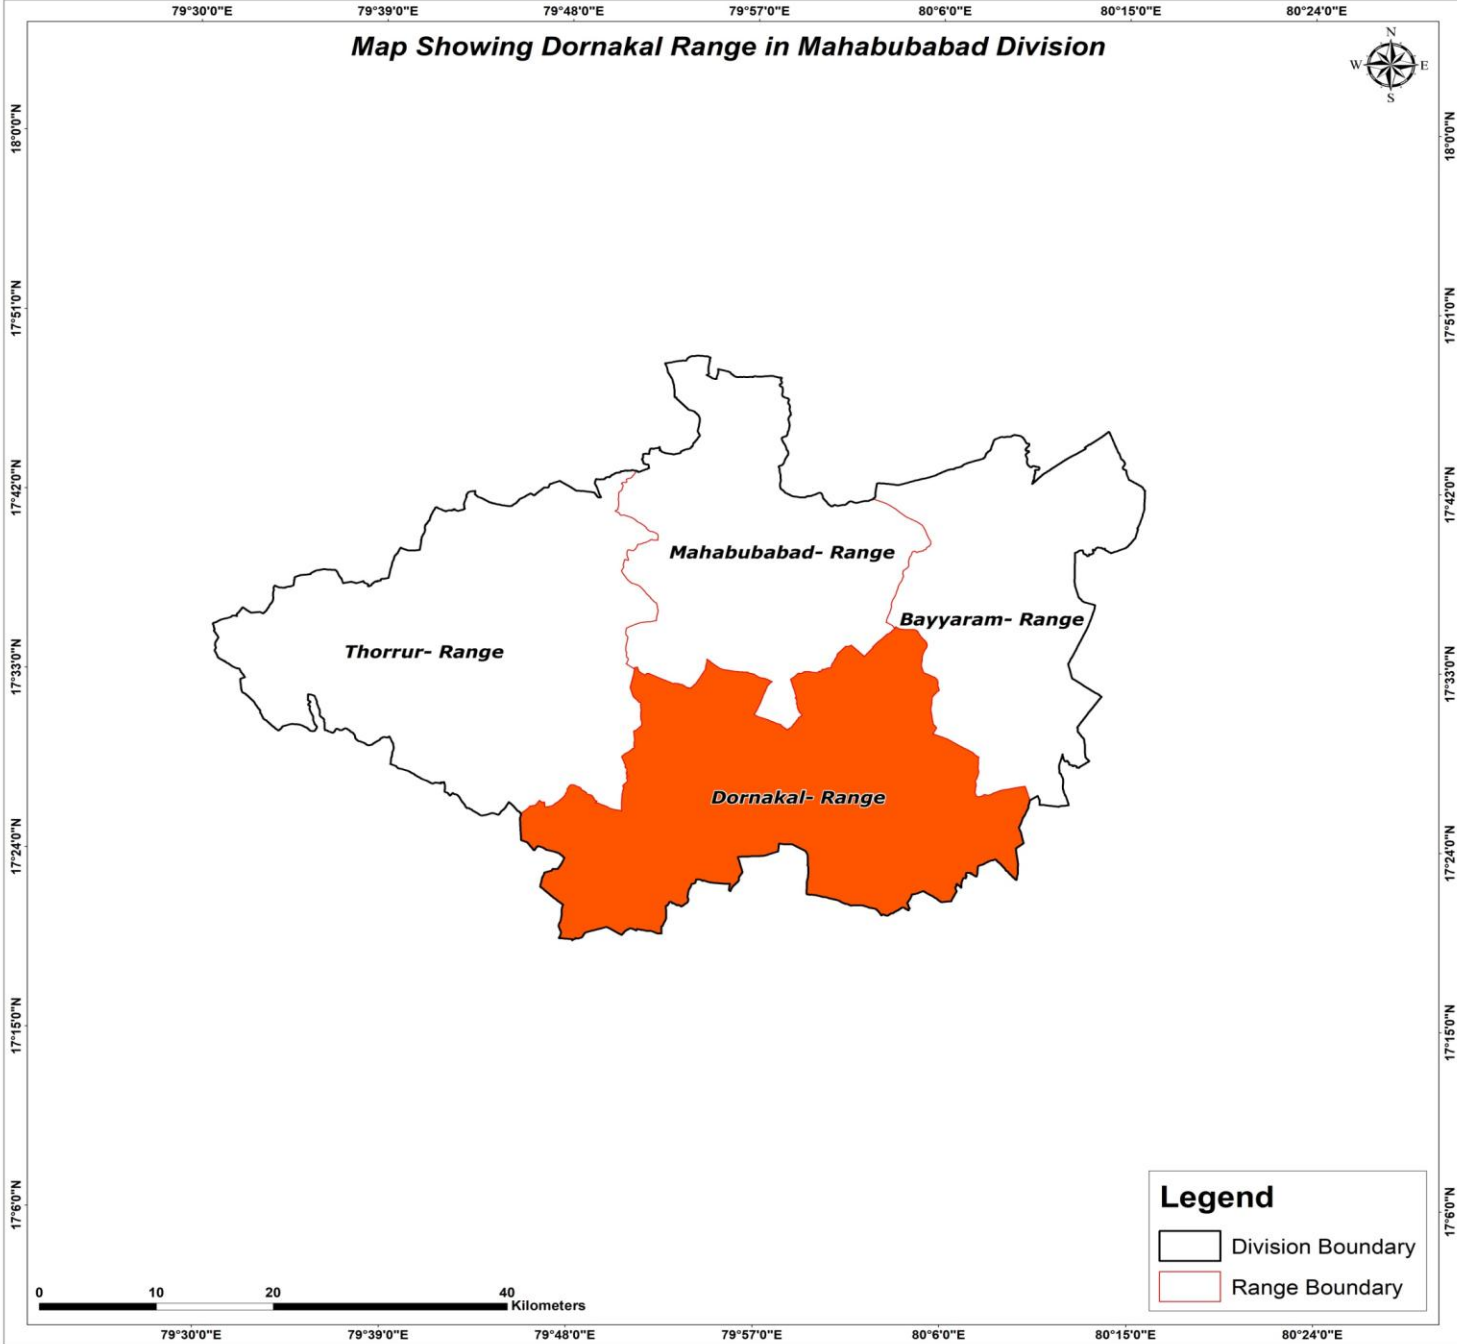 79°30'0"E 79°39'0"E 79°48'0"E 79°57'0"E 80°6'0"E 80°15'0"E 80°24'0"E
Map Showing Dornakal Range in Mahabubabad Division
N
W E
S
18°0'0"N 18°0'0"N
17°51'0"N 17°51'0"N
17°42'0"N 17°42'0"N
Mahabubabad- Range
Bayyaram- Range
Thorrur- Range
17°33'0"N 17°33'0"N
Dornakal- Range
17°24'0"N 17°24'0"N
17°15'0"N 17°15'0"N
17°6'0"N 17°6'0"N
Legend
Division Boundary
Range Boundary
0 10 20 40
Kilometers
79°30'0"E 79°39'0"E 79°48'0"E 79°57'0"E 80°6'0"E 80°15'0"E 80°24'0"E